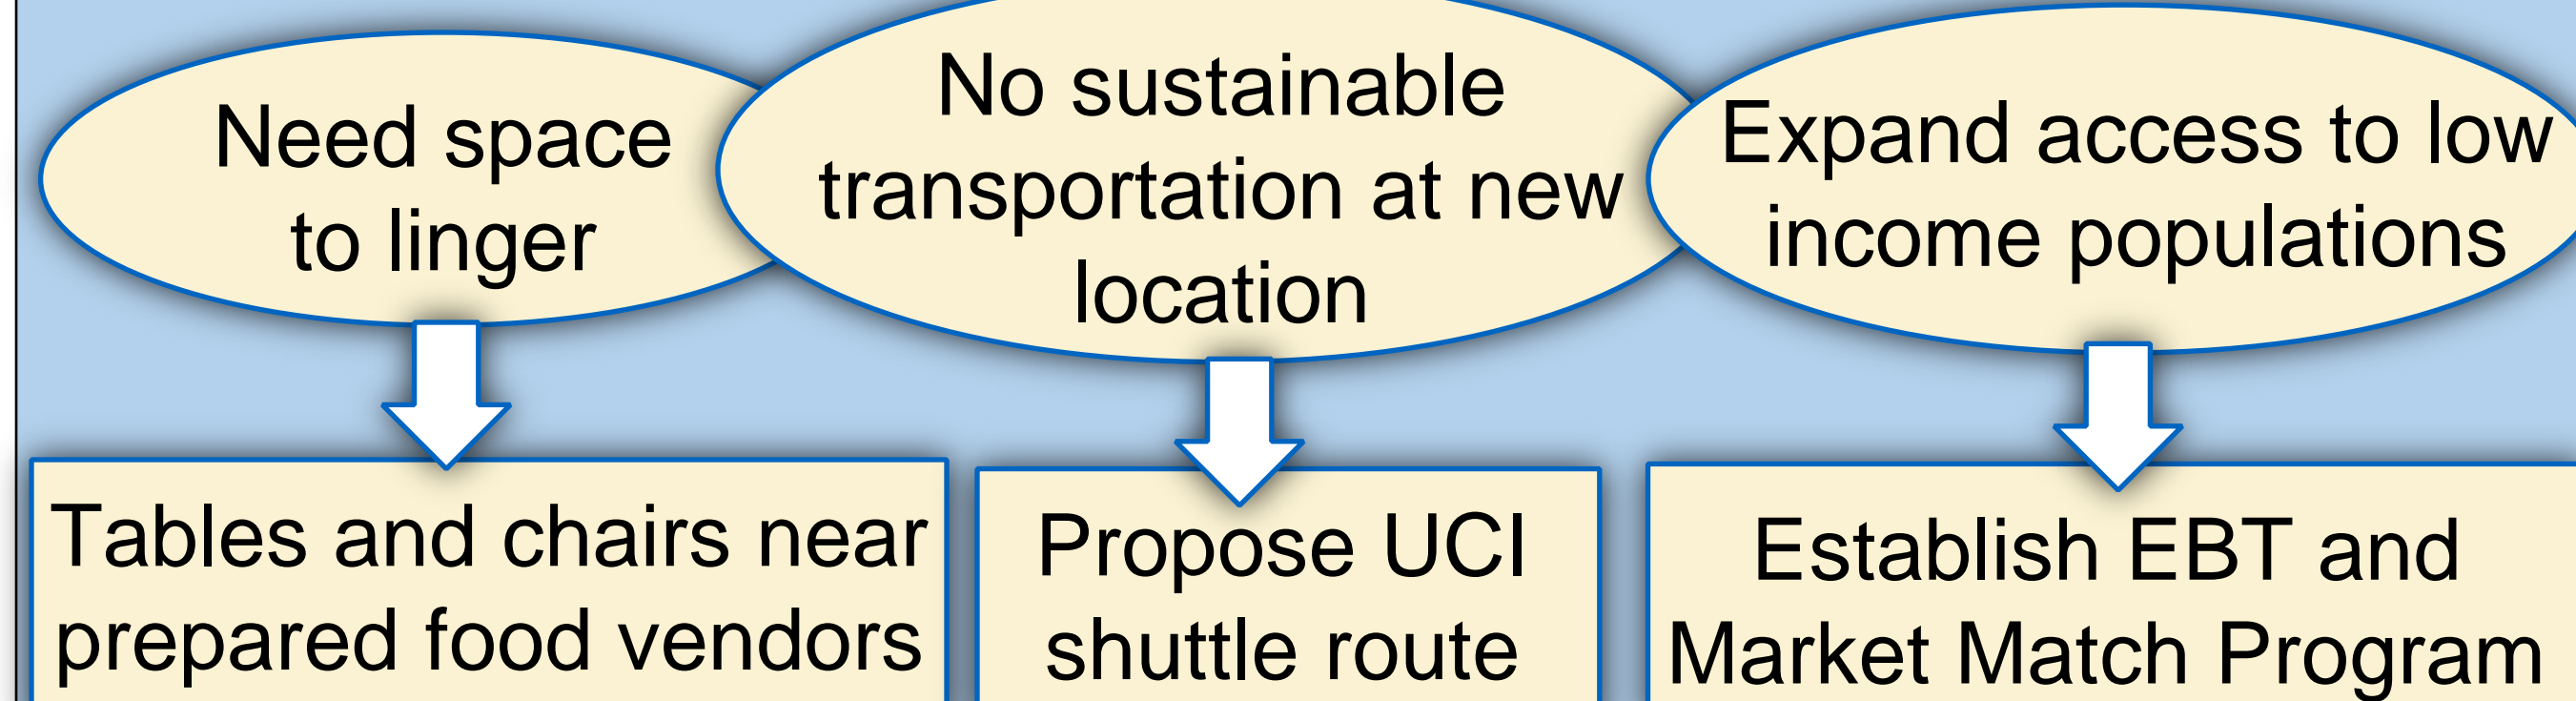 Need space
to linger
No sustainable
transportation at new
location
Expand access to low
income populations
Tables and chairs near
prepared food vendors
Propose UCI
shuttle route
Establish EBT and
Market Match Program